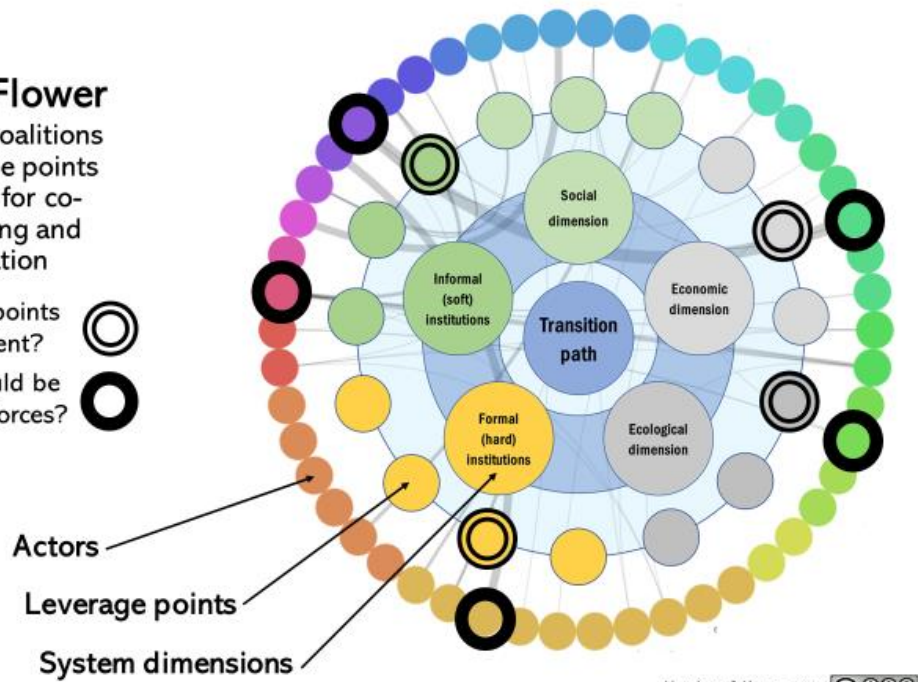 Flower
oalitions
e points
for co-
ng and
tion
points
ent?
uld be
orces?
Social
dimension
Informal
(soft)
institutions
Economic
dimension
Transition
path
Formal
(hard)
institutions
Ecological
dimension
Actors
Leverage points
System dimensions